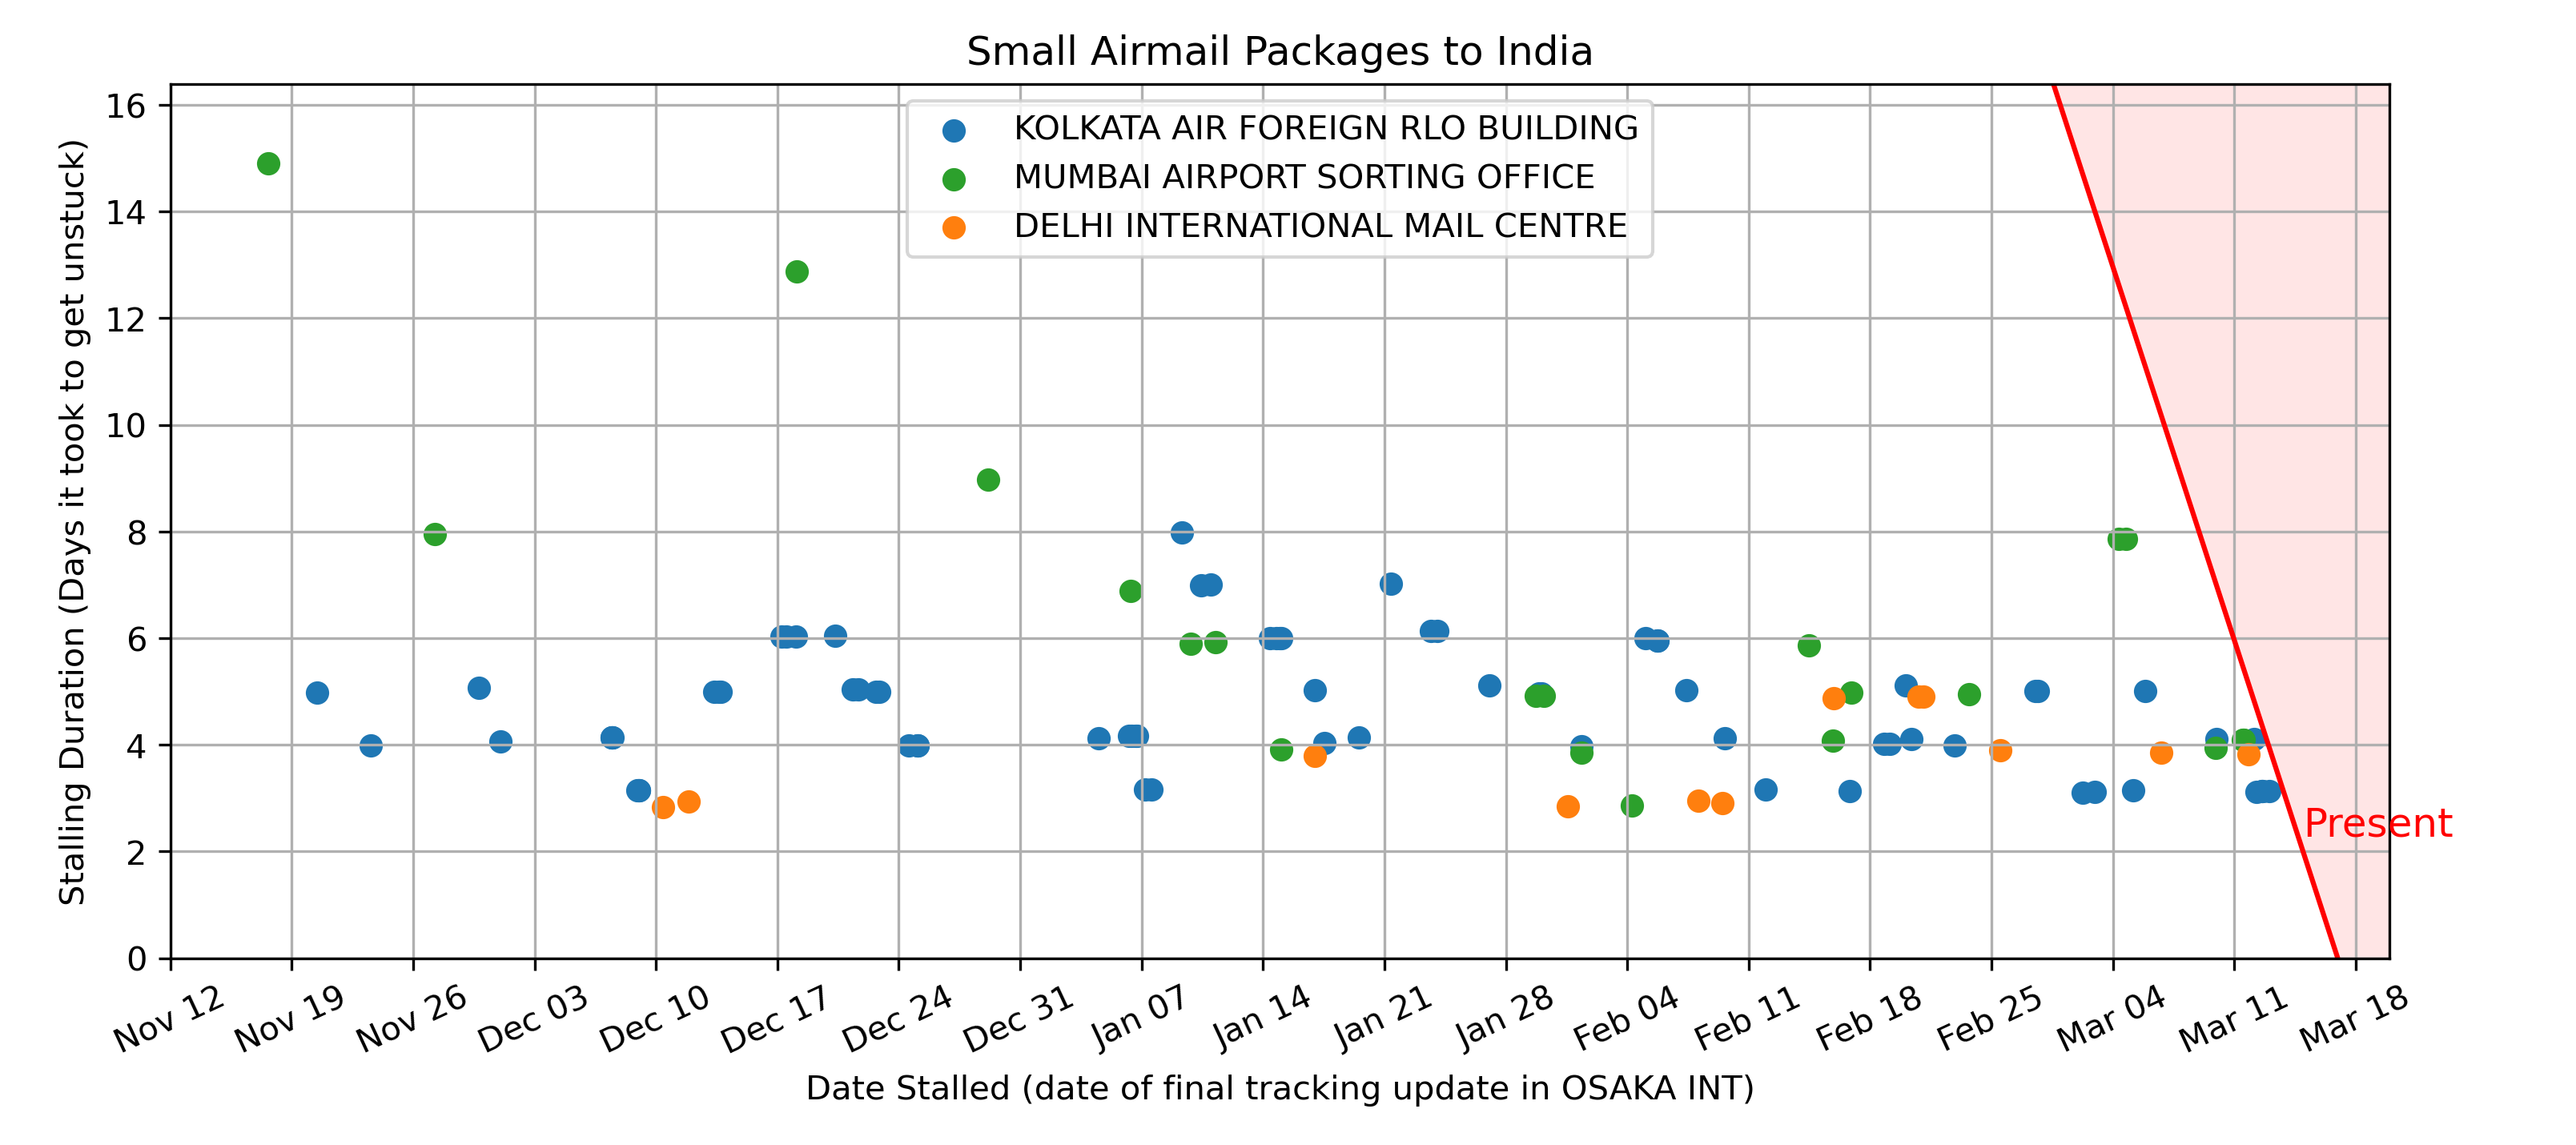 Small Airmail Packages to India
KOLKATA AIR FOREIGN RLO BUILDING
MUMBAI AIRPORT SORTING OFFICE
DELHI INTERNATIONAL MAIL CENTRE
Stalling Duration (Days it took to get unstuck)
16
14
12
10
8
6
4
2
0
Present
Nov 12
Nov 19
Nov 26
Dec 03
Dec 10
Dec 17
Dec 24
Dec 31
Jan 07
Jan 14
Jan 21
Jan 28
Feb 04
Feb 11
Feb 18
Feb 25
Mar 04
Mar 11
Mar 18
Date Stalled (date of final tracking update in OSAKA INT)